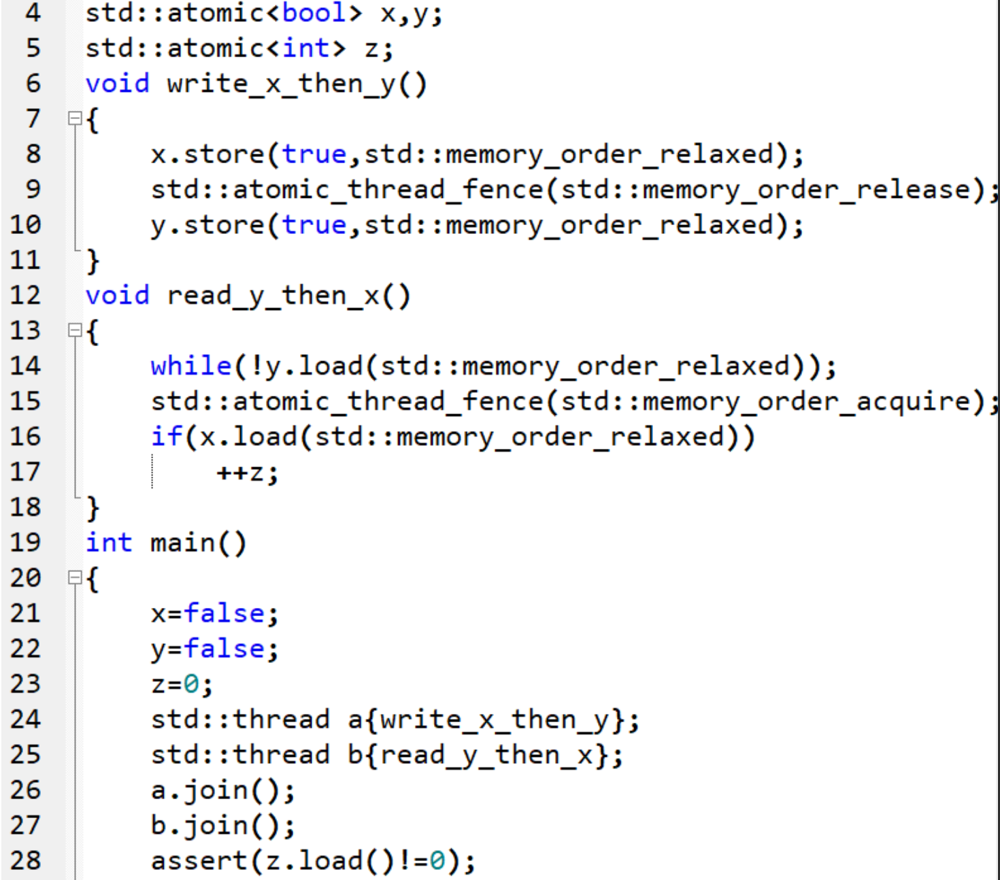 4 std::atomic<bool> x,y;
5 std::atomic<int> z;
6 void write_x_then_y()
7 {
8 x.store(true,std::memory_order_relaxed);
9 std::atomic_thread_fence(std::memory_order_release);
10 y.store(true,std::memory_order_relaxed);
11 }
12 void read_y_then_x()
13 {
14 while(!y.load(std::memory_order_relaxed));
15 std::atomic_thread_fence(std::memory_order_acquire);
16 if(x.load(std::memory_order_relaxed))
17 ++z;
18 }
19 int main()
20 {
21 x=false;
22 y=false;
23 z=0;
24 std::thread a{write_x_then_y};
25 std::thread b{read_y_then_x};
26 a.join();
27 b.join();
28 assert(z.load()!=0);